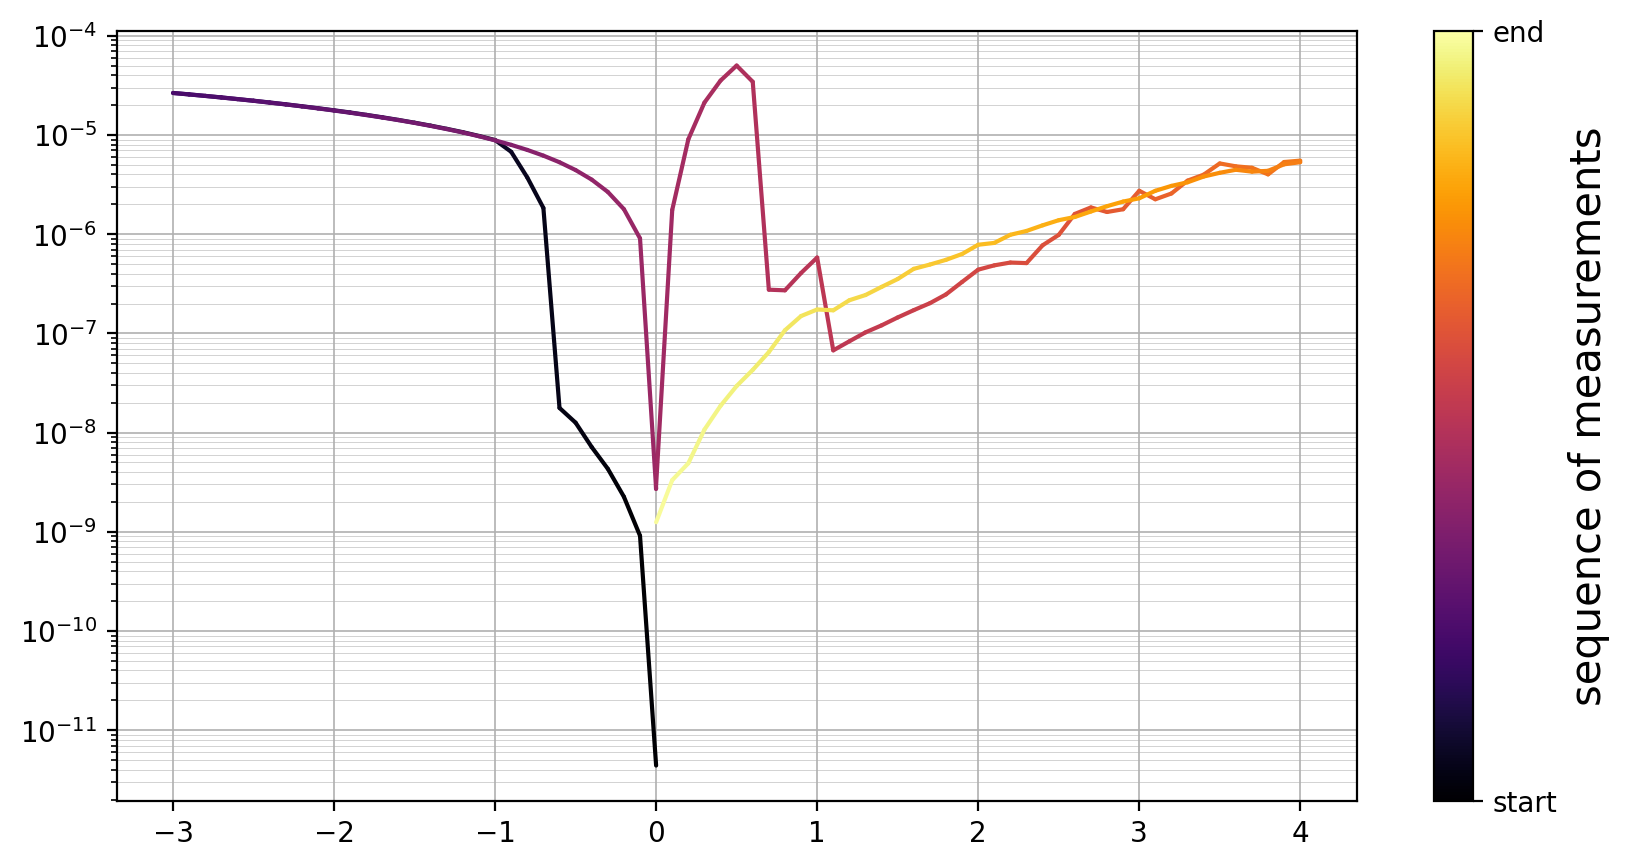 10⁻⁴
10⁻⁵
10⁻⁶
10⁻⁷
10⁻⁸
10⁻⁹
10⁻¹⁰
10⁻¹¹
−3 −2 −1 0 1 2 3 4
end
start
sequence of measurements